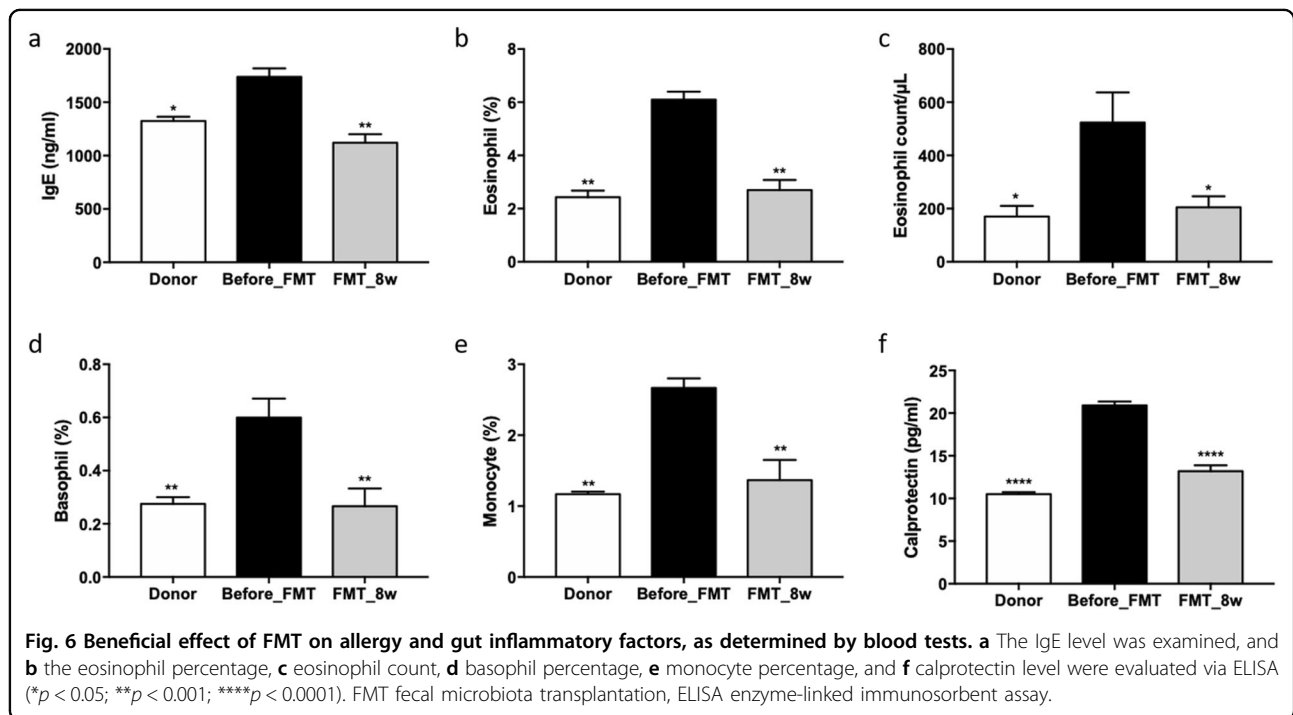 a
2000
1500
1000
500
0
IgE (ng/ml)
*
**
Donor Before_FMT FMT_8w
b
8
6
4
2
0
Eosinophil (%)
**
**
Donor Before_FMT FMT_8w
c
800
600
400
200
0
Eosinophil count/µL
*
*
Donor Before_FMT FMT_8w
d
0.8
0.6
0.4
0.2
0.0
Basophil (%)
**
**
Donor Before_FMT FMT_8w
e
3
2
1
0
Monocyte (%)
**
**
Donor Before_FMT FMT_8w
f
25
20
15
10
5
0
Calprotectin (pg/ml)
****
****
Donor Before_FMT FMT_8w
Fig. 6 Beneficial effect of FMT on allergy and gut inflammatory factors, as determined by blood tests. a The IgE level was examined, and
b the eosinophil percentage, c eosinophil count, d basophil percentage, e monocyte percentage, and f calprotectin level were evaluated via ELISA
(*p < 0.05; **p < 0.001; ****p < 0.0001). FMT fecal microbiota transplantation, ELISA enzyme-linked immunosorbent assay.